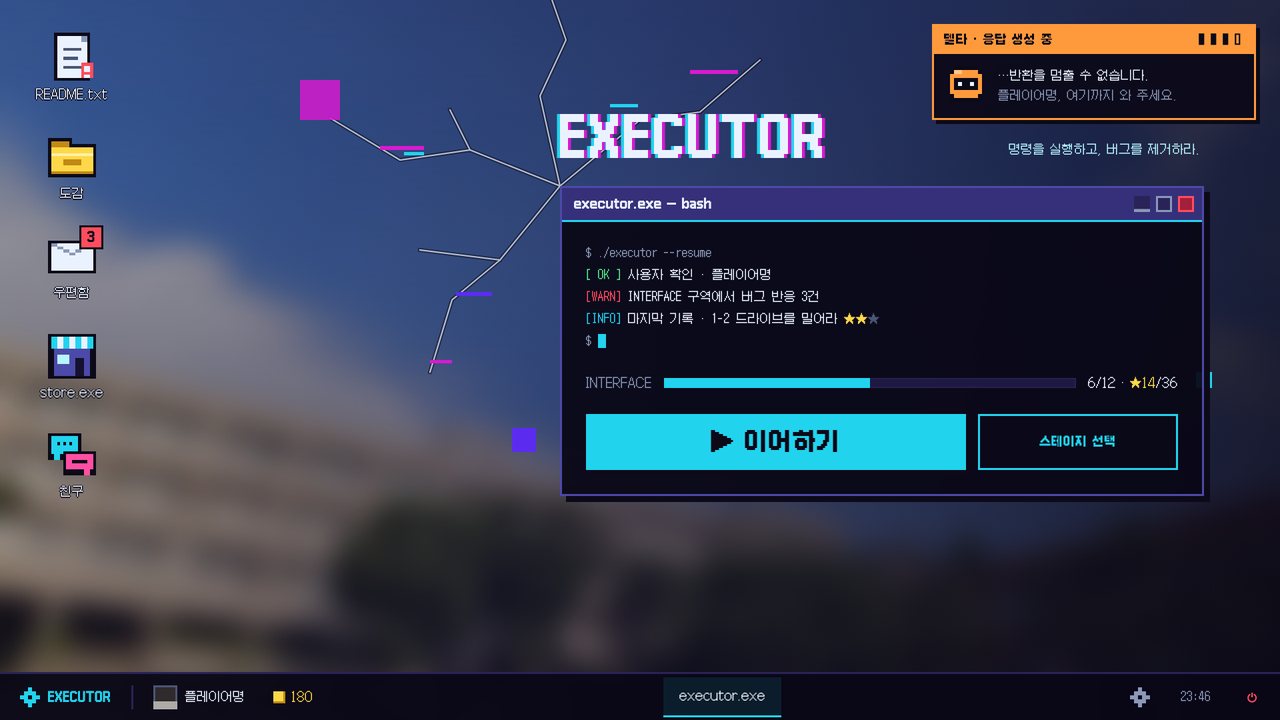 README.txt
도감
3
우편함
store.exe
친구
EXECUTOR
델타 · 응답 생성 중
…반환을 멈출 수 없습니다.
플레이어명, 여기까지 와 주세요.
명령을 실행하고, 버그를 제거하라.
executor.exe — bash
$ ./executor --resume
[ OK ] 사용자 확인 · 플레이어명
[WARN] INTERFACE 구역에서 버그 반응 3건
[INFO] 마지막 기록 · 1-2 드라이브를 밀어라 ★★★
$
INTERFACE 6/12 · ★14/36
▶ 이어하기
스테이지 선택
EXECUTOR
플레이어명
180
executor.exe
23:46